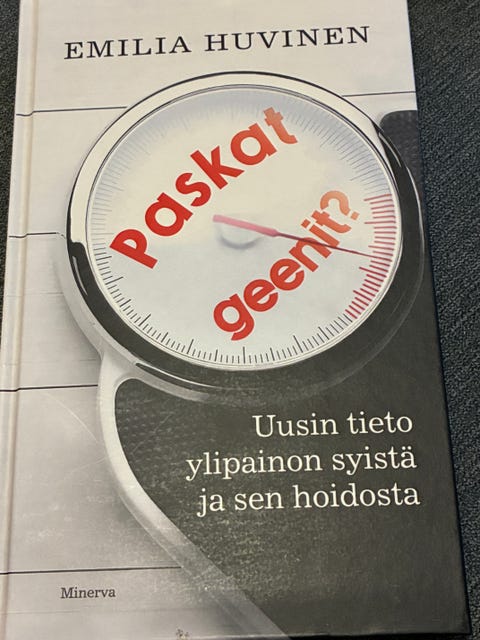 EMILIA HUVINEN
Paskat
geenit?
Uusin tieto
ylipainon syistä
ja sen hoidosta
Minerva